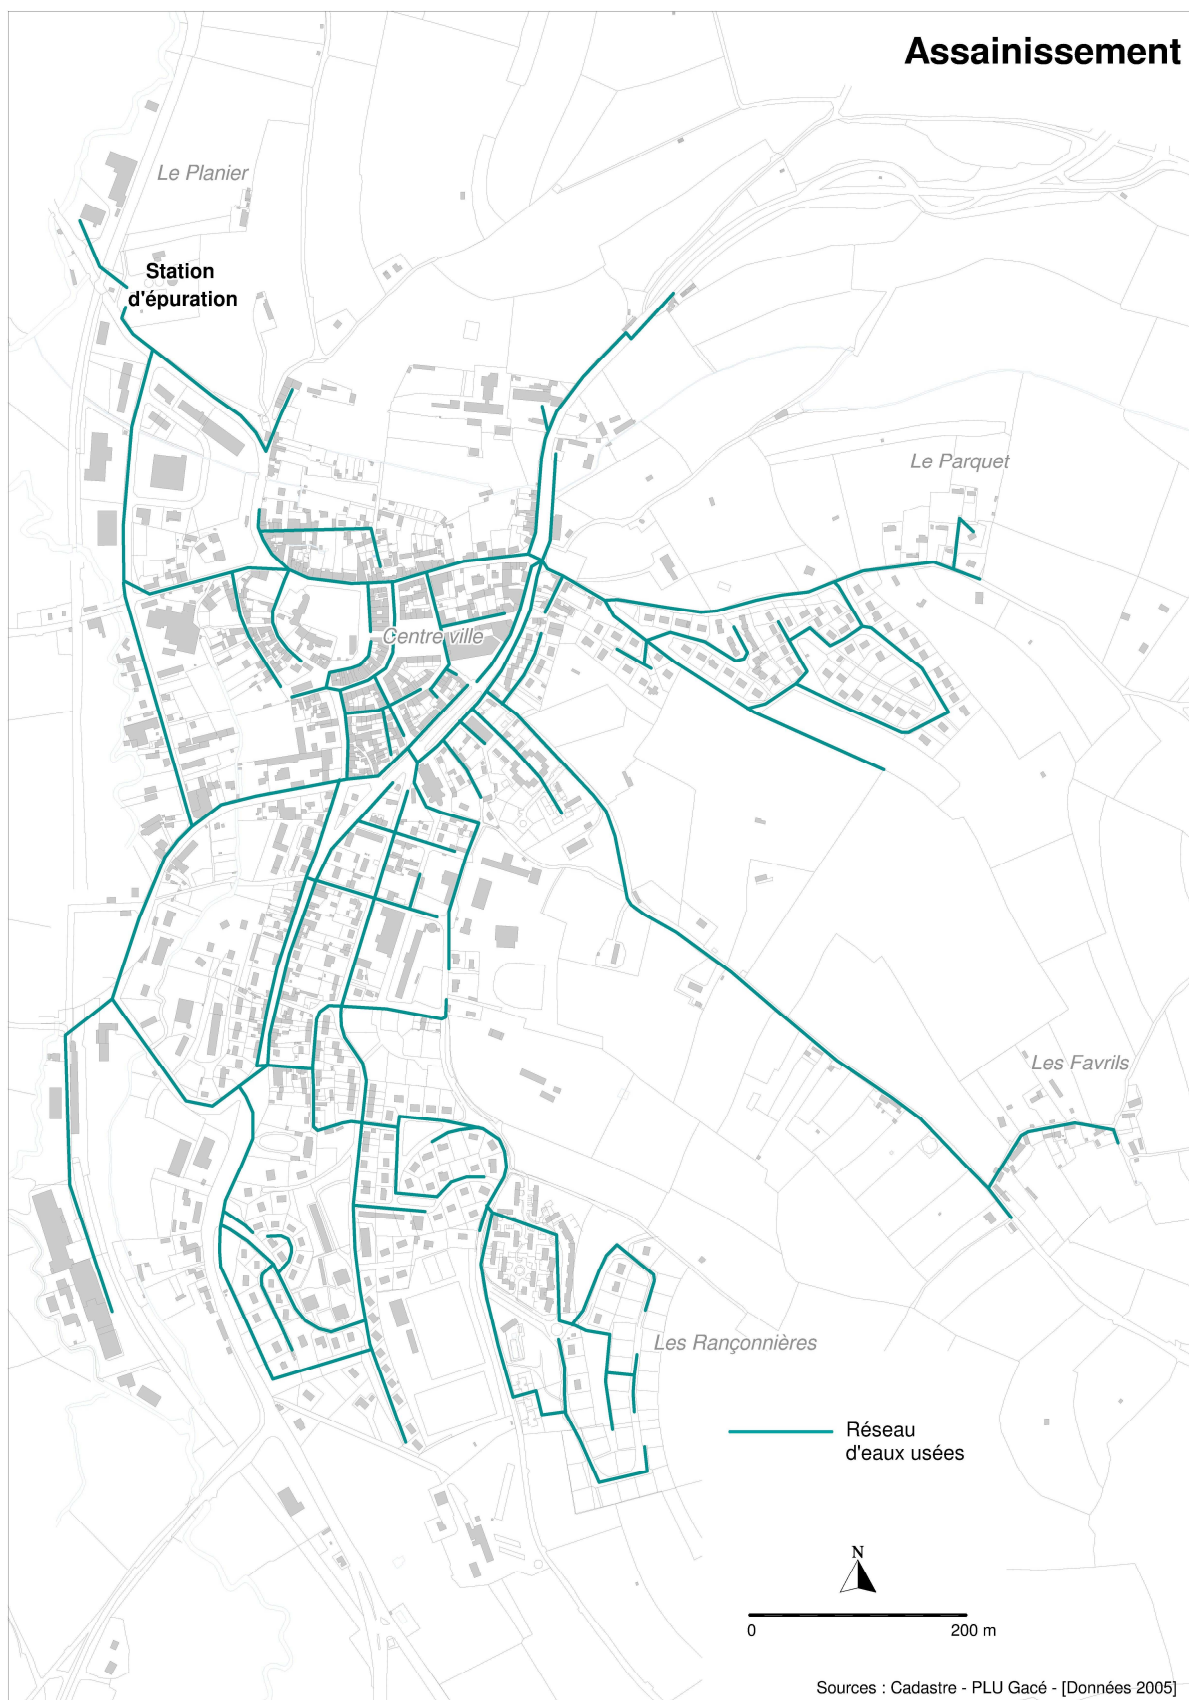 Assainissement
Le Planier
Station
d'épuration
Le Parquet
Centre ville
Les Favrils
Les Rançonnières
Réseau
d'eaux usées
N
0 200 m
Sources : Cadastre - PLU Gacé - [Données 2005]